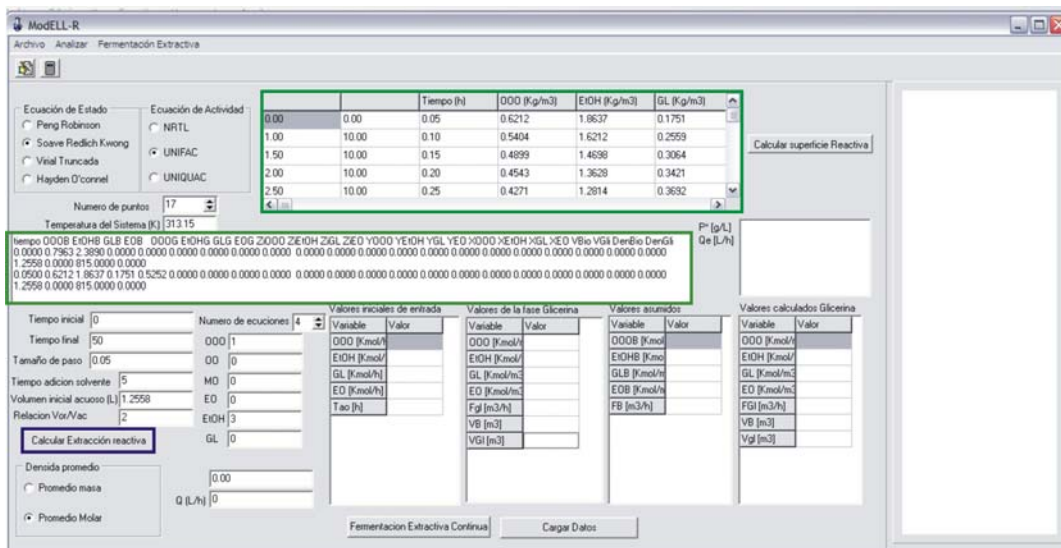 ModELL-R
Archivo Analizar Fermentación Extractiva
Ecuación de Estado
Peng Robinson
Soave Redlich Kwong
Virial Truncada
Hayden O'connel
Ecuación de Actividad
NRTL
UNIFAC
UNIQUAC
Tiempo (h) OOO (Kg/m3) EtOH (Kg/m3) GL (Kg/m3)
0.00 0.00 0.05 0.6212 1.8637 0.1751
1.00 10.00 0.10 0.5404 1.6212 0.2559
1.50 10.00 0.15 0.4899 1.4698 0.3064
2.00 10.00 0.20 0.4543 1.3628 0.3421
2.50 10.00 0.25 0.4271 1.2814 0.3692
Calcular superficie Reactiva
Numero de puntos 17
Temperatura del Sistema (K) 313.15
P* [g/L]
Qe [L/h]
tiempo OOOB EtOHB GLB EOB OOOG EtOHG GLG EOG ZiOOO ZiEtOH ZiGL ZiEO YOOO YEtOH YGL YEO XOOO XEtOH XGL XEO VBio VGli DenBio DenGli
0.0000 0.7963 2.3890 0.0000 0.0000 0.0000 0.0000 0.0000 0.0000 0.0000 0.0000 0.0000 0.0000 0.0000 0.0000 0.0000 0.0000 0.0000 0.0000 0.0000 0.0000
1.2558 0.0000 815.0000 0.0000
0.0500 0.6212 1.8637 0.1751 0.5252 0.0000 0.0000 0.0000 0.0000 0.0000 0.0000 0.0000 0.0000 0.0000 0.0000 0.0000 0.0000 0.0000 0.0000 0.0000 0.0000
1.2558 0.0000 815.0000 0.0000
Tiempo inicial 0
Tiempo final 50
Tamaño de paso 0.05
Tiempo adicion solvente 5
Volumen inicial acuoso (L) 1.2558
Relacion Vor/Vac 2
Calcular Extracción reactiva
Numero de ecuciones 4
OOO 1
OO 0
MO 0
EO 0
EtOH 3
GL 0
Valores iniciales de entrada
Variable Valor
OOO [Kmol/h
EtOH [Kmol/
GL [Kmol/h]
EO [Kmol/h]
Tao [h]
Valores de la fase Glicerina
Variable Valor
OOO [Kmol/r
EtOH [Kmol/
GL [Kmol/m3
EO [Kmol/m3
Fgl [m3/h]
VB [m3]
VGl [m3]
Valores asumidos
Variable Valor
OOOB [Kmol
EtOHB [Kmo
GLB [Kmol/m
EOB [Kmol/m
FB [m3/h]
Valores calculados Glicerina
Variable Valor
OOO [Kmol/r
EtOH [Kmol/
GL [Kmol/m3
EO [Kmol/m3
FGl [m3/h]
VB [m3]
Vgl [m3]
Densida promedio
Promedio masa
Promedio Molar
0.00
Q (L/h) 0
Fermentacion Extractiva Continua
Cargar Datos